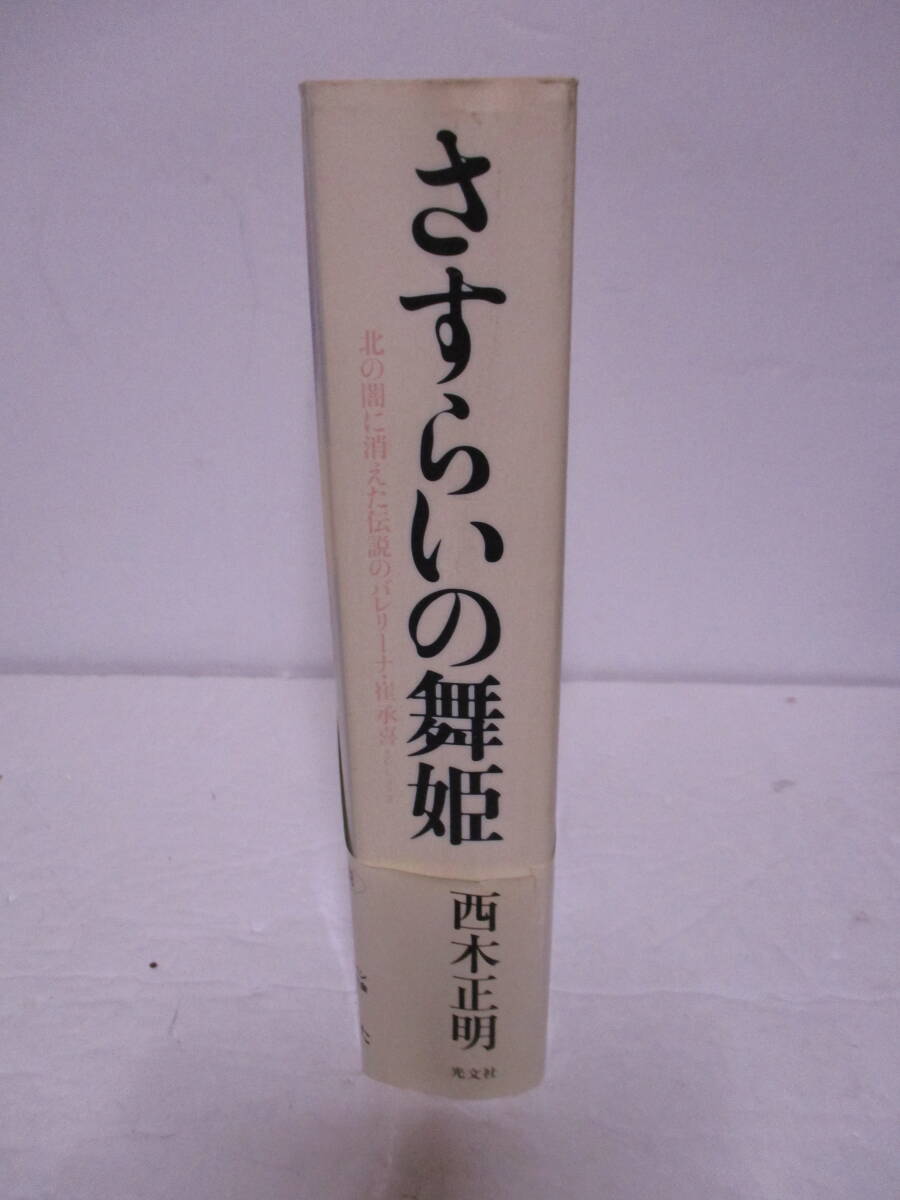 さすらいの舞姫
北の闇に消えた伝説のバレリーナ・崔承喜
西木正明
光文社